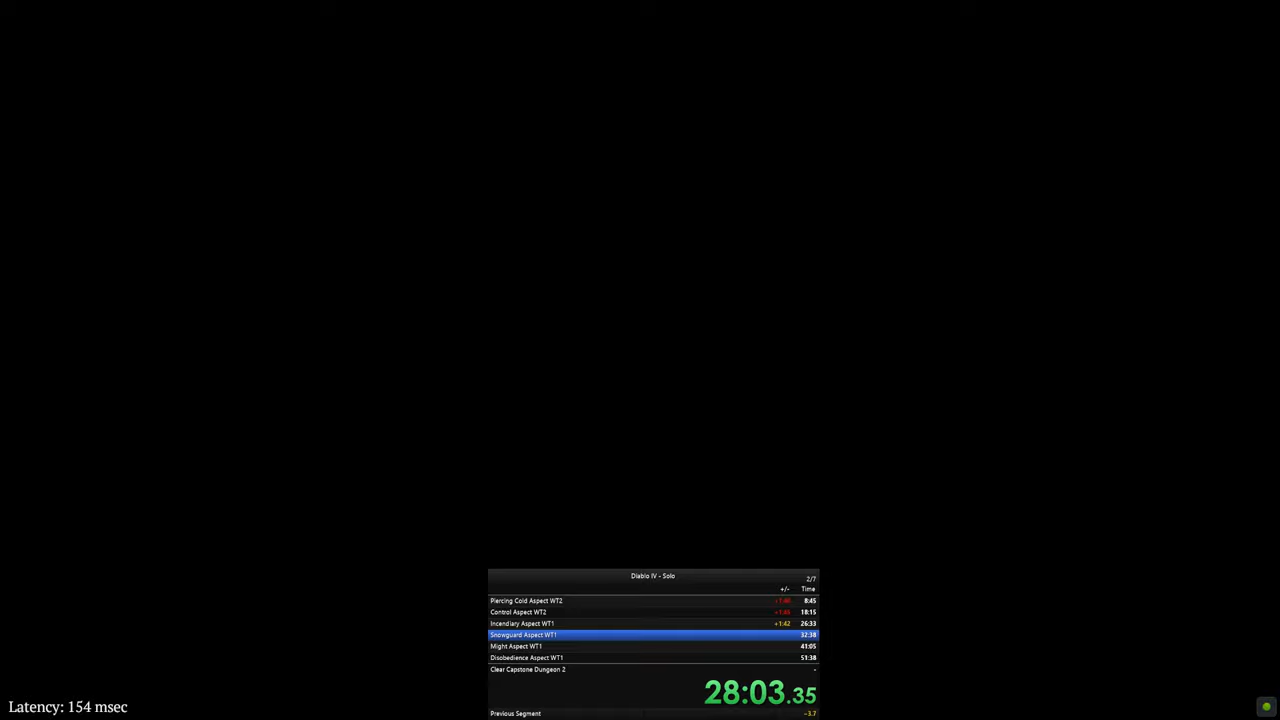 Diablo IV - Solo
2/7
+/- Time
Piercing Cold Aspect WT2 8:45
Control Aspect WT2 18:15
Incendiary Aspect WT1 +1:42 26:33
Snowguard Aspect WT1 32:38
Might Aspect WT1 41:05
Disobedience Aspect WT1 51:38
Clear Capstone Dungeon 2 -
28:03.35
Previous Segment -3.7
Latency: 154 msec